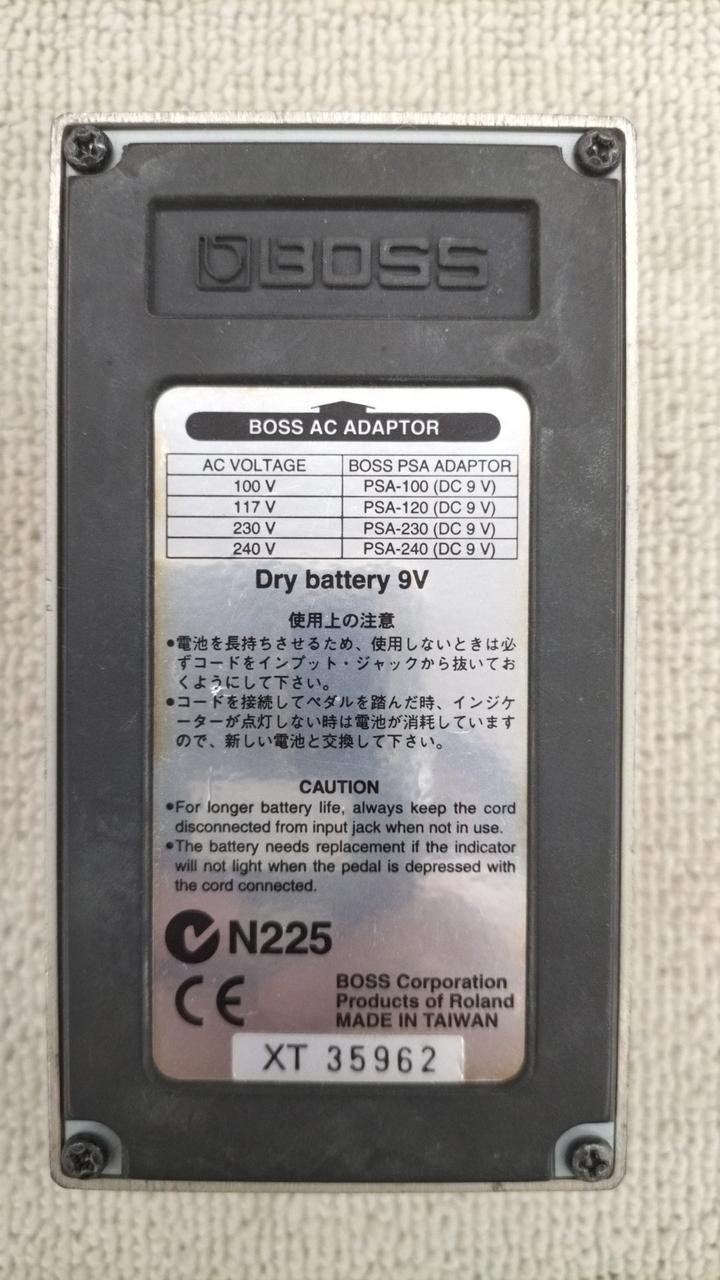 BOSS
BOSS AC ADAPTOR
AC VOLTAGE BOSS PSA ADAPTOR
100 V PSA-100 (DC 9 V)
117 V PSA-120 (DC 9 V)
230 V PSA-230 (DC 9 V)
240 V PSA-240 (DC 9 V)
Dry battery 9V
使用上の注意
●電池を長持ちさせるため、使用しないときは必
ずコードをインプット・ジャックから抜いてお
くようにして下さい。
●コードを接続してペダルを踏んだ時、インジケ
ーターが点灯しない時は電池が消耗しています
ので、新しい電池と交換して下さい。
CAUTION
●For longer battery life, always keep the cord
disconnected from input jack when not in use.
●The battery needs replacement if the indicator
will not light when the pedal is depressed with
the cord connected.
N225
CE
BOSS Corporation
Products of Roland
MADE IN TAIWAN
XT 35962